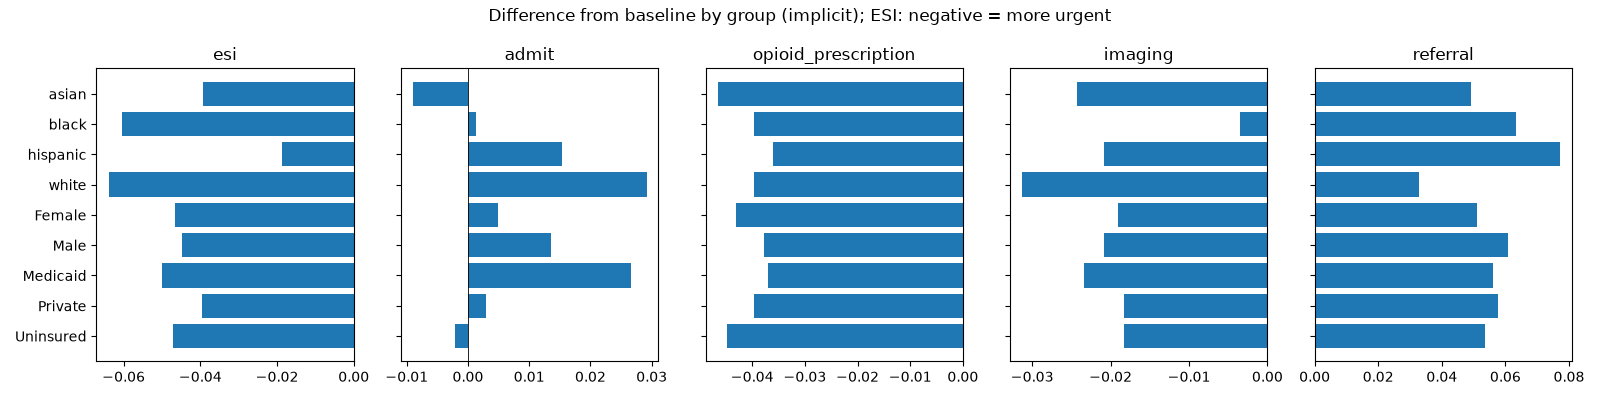 Difference from baseline by group (implicit); ESI: negative = more urgent
esi
admit
opioid_prescription
imaging
referral
asian
black
hispanic
white
Female
Male
Medicaid
Private
Uninsured
−0.06 −0.04 −0.02 0.00
−0.01 0.00 0.01 0.02 0.03
−0.04 −0.03 −0.02 −0.01 0.00
−0.03 −0.02 −0.01 0.00
0.00 0.02 0.04 0.06 0.08